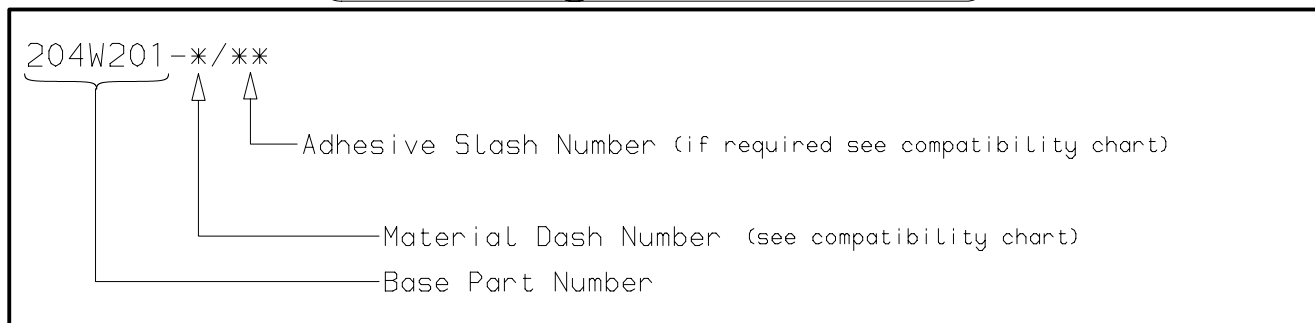 204W201-*/**
Adhesive Slash Number (if required see compatibility chart)
Material Dash Number (see compatibility chart)
Base Part Number